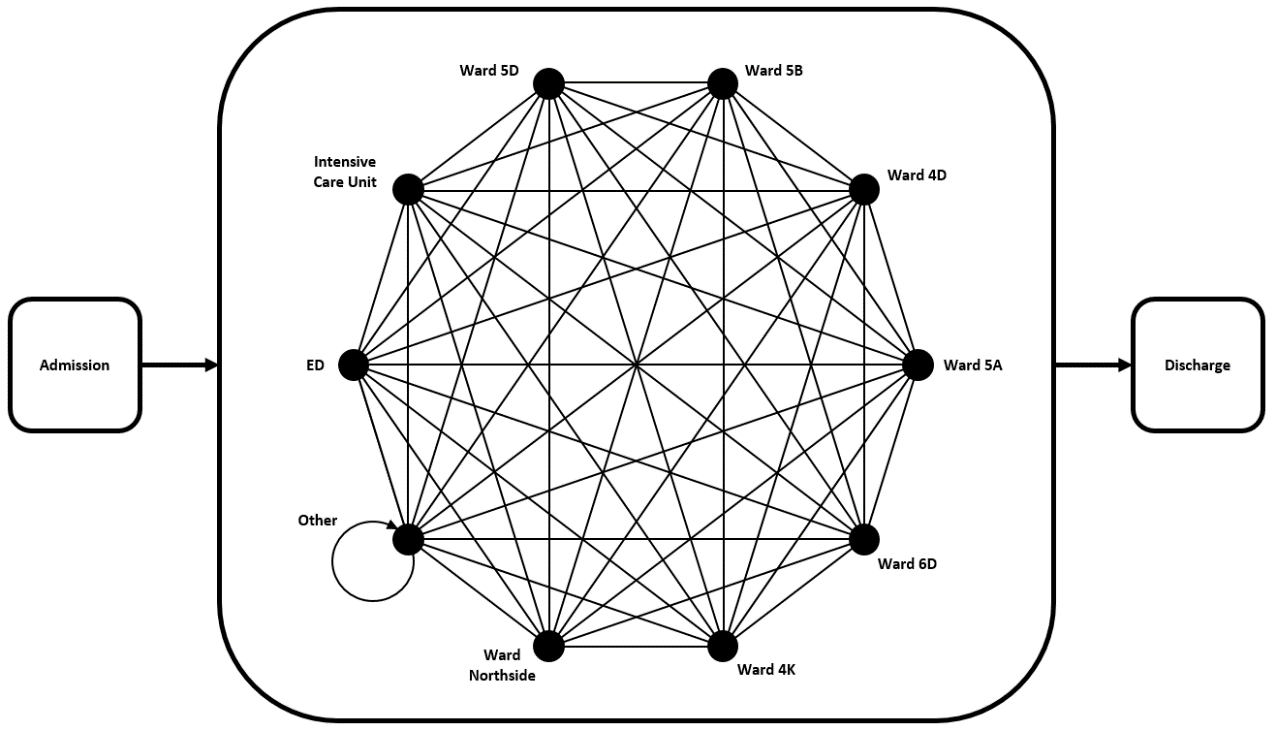 Ward 5D
Ward 5B
Intensive
Care Unit
Ward 4D
Admission
ED
Ward 5A
Discharge
Other
Ward 6D
Ward
Northside
Ward 4K